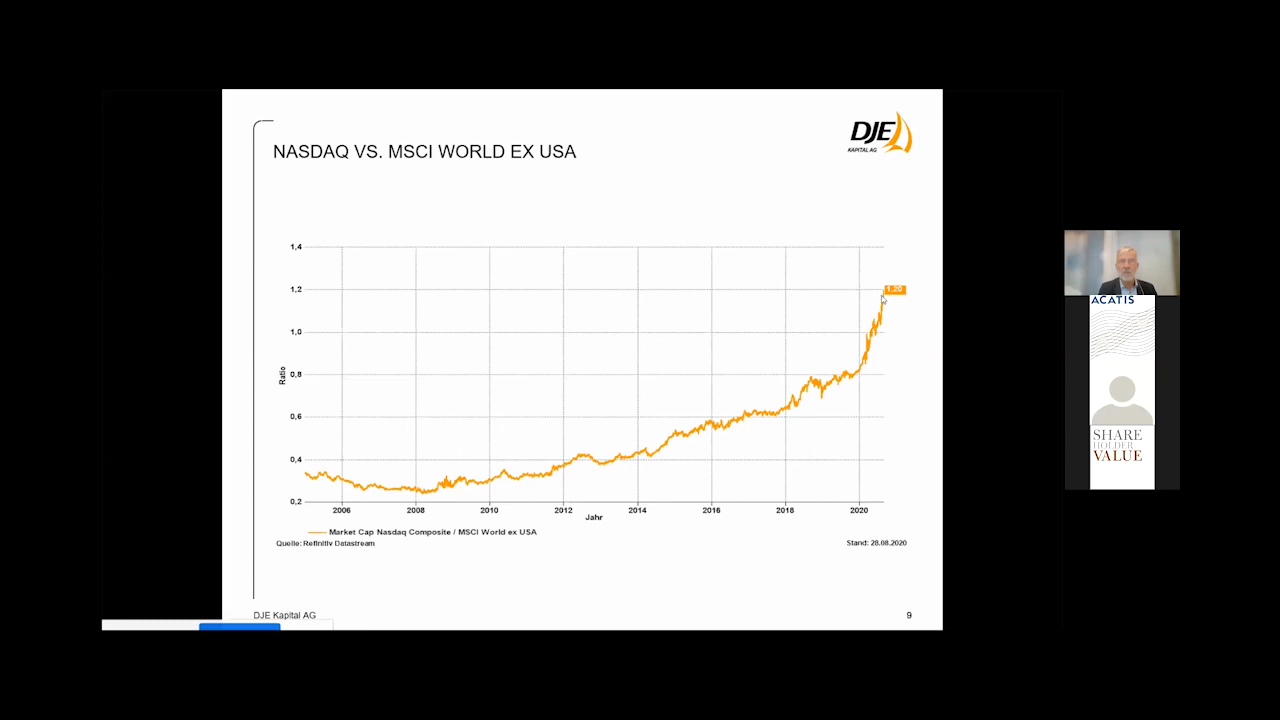 DJE
KAPITAL AG
NASDAQ VS. MSCI WORLD EX USA
1,4
1,2
1,0
0,8
0,6
0,4
0,2
Ratio
1.20
2006 2008 2010 2012 2014 2016 2018 2020
Jahr
Market Cap Nasdaq Composite / MSCI World ex USA
Quelle: Refinitiv Datastream
Stand: 28.08.2020
DJE Kapital AG
9
ACATIS
SHARE
HOLDER
VALUE